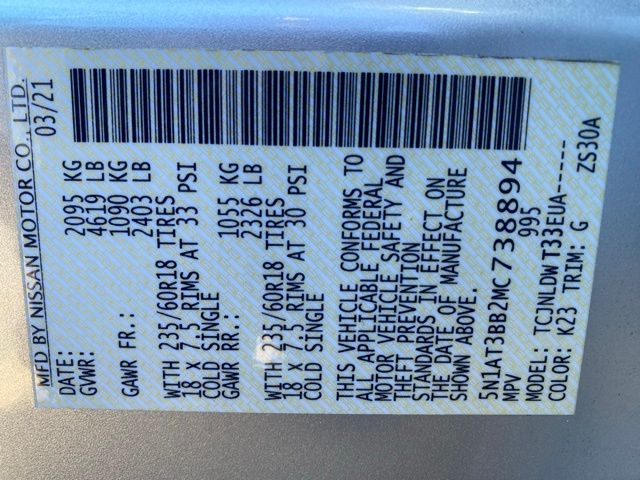 MFD BY NISSAN MOTOR CO., LTD.
DATE: 03/21
GVWR: 2095 KG
4619 LB
GAWR FR.: 1090 KG
2403 LB
WITH 235/60R18 TIRES
18 X 7.5 RIMS AT 33 PSI
COLD SINGLE
GAWR RR.: 1055 KG
2326 LB
WITH 235/60R18 TIRES
18 X 7.5 RIMS AT 30 PSI
COLD SINGLE
THIS VEHICLE CONFORMS TO
ALL APPLICABLE FEDERAL
MOTOR VEHICLE SAFETY AND
THEFT PREVENTION
STANDARDS IN EFFECT ON
THE DATE OF MANUFACTURE
SHOWN ABOVE.
5N1AT3BB2MC738894
MPV 995
MODEL: TCJNLDWT33EUA------
COLOR: K23 TRIM: G ZS30A